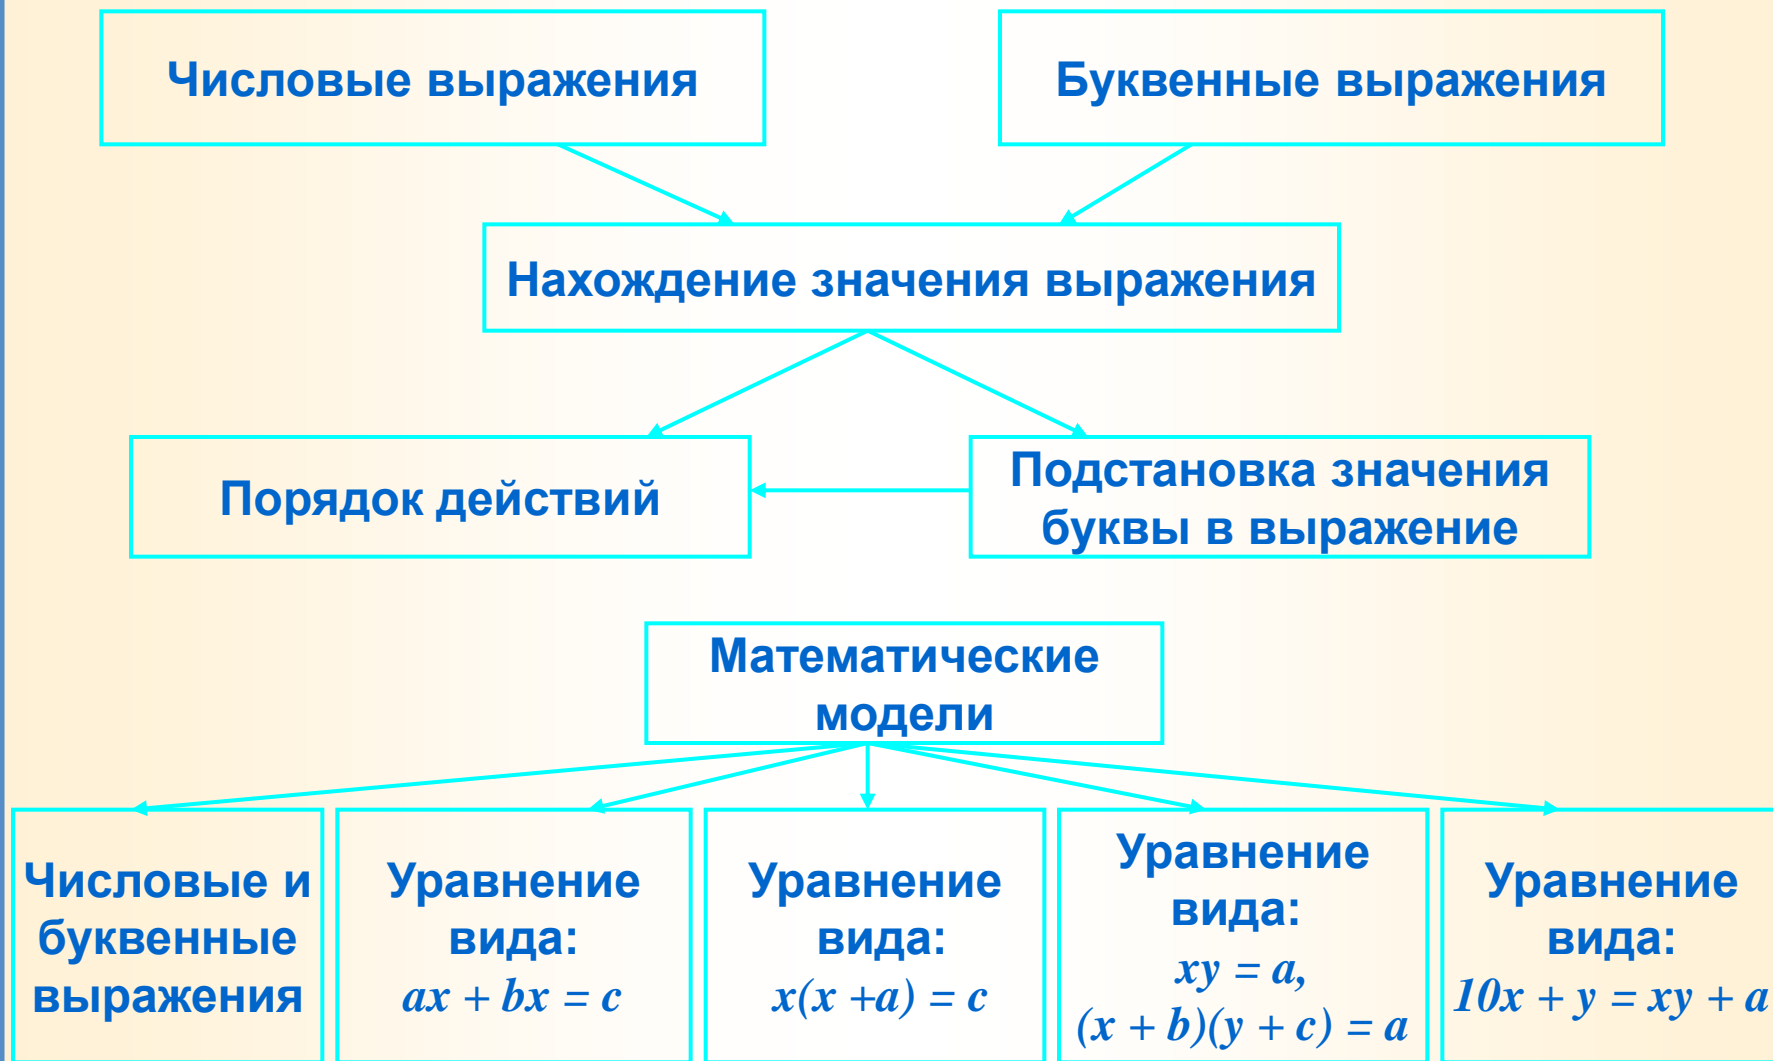 Числовые выражения
Буквенные выражения
Нахождение значения выражения
Порядок действий
Подстановка значения
буквы в выражение
Математические
модели
Числовые и
буквенные
выражения
Уравнение
вида:
ax + bx = c
Уравнение
вида:
x(x +a) = c
Уравнение
вида:
xy = a,
(x + b)(y + c) = a
Уравнение
вида:
10x + y = xy + a